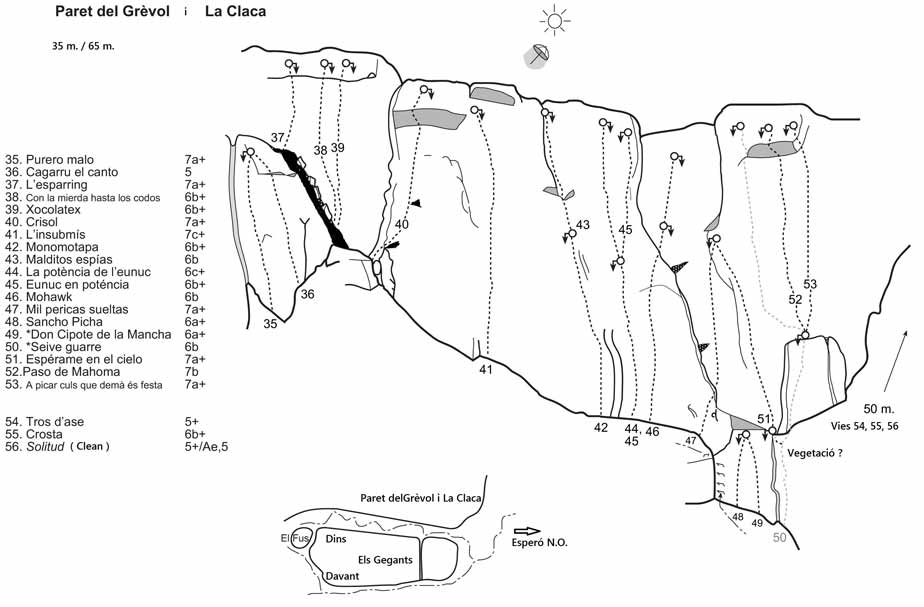 Paret del Grèvol i La Claca
35 m. / 65 m.
35. Purero malo 7a+
36. Cagarru el canto 5
37. L'esparring 7a+
38. Con la mierda hasta los codos 6b+
39. Xocolatex 6b+
40. Crisol 7a+
41. L'insubmís 7c+
42. Monomotapa 6b+
43. Malditos espías 6b
44. La potència de l'eunuc 6c+
45. Eunuc en poténcia 6b+
46. Mohawk 6b
47. Mil pericas sueltas 7a+
48. Sancho Picha 6a+
49. *Don Cipote de la Mancha 6a+
50. *Seive guarre 6b
51. Espérame en el cielo 7a+
52.Paso de Mahoma 7b
53. A picar culs que demà és festa 7a+
54. Tros d'ase 5+
55. Crosta 6b+
56. Solitud ( Clean ) 5+/Ae,5
37
38
39
40
43
45
53
52
36
35
41
42
44,
45
46
47
51
50 m.
Vies 54, 55, 56
Vegetació ?
48
49
50
Paret delGrèvol i La Claca
El Fus
Dins
Els Gegants
Davant
Esperó N.O.